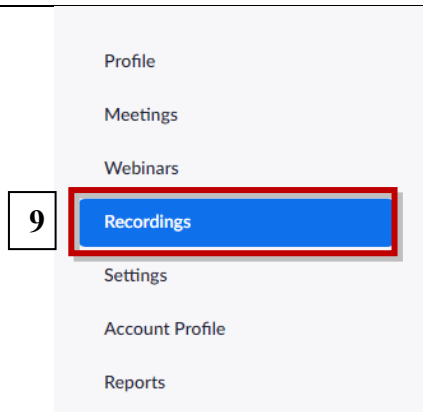 Profile
Meetings
Webinars
9 Recordings
Settings
Account Profile
Reports